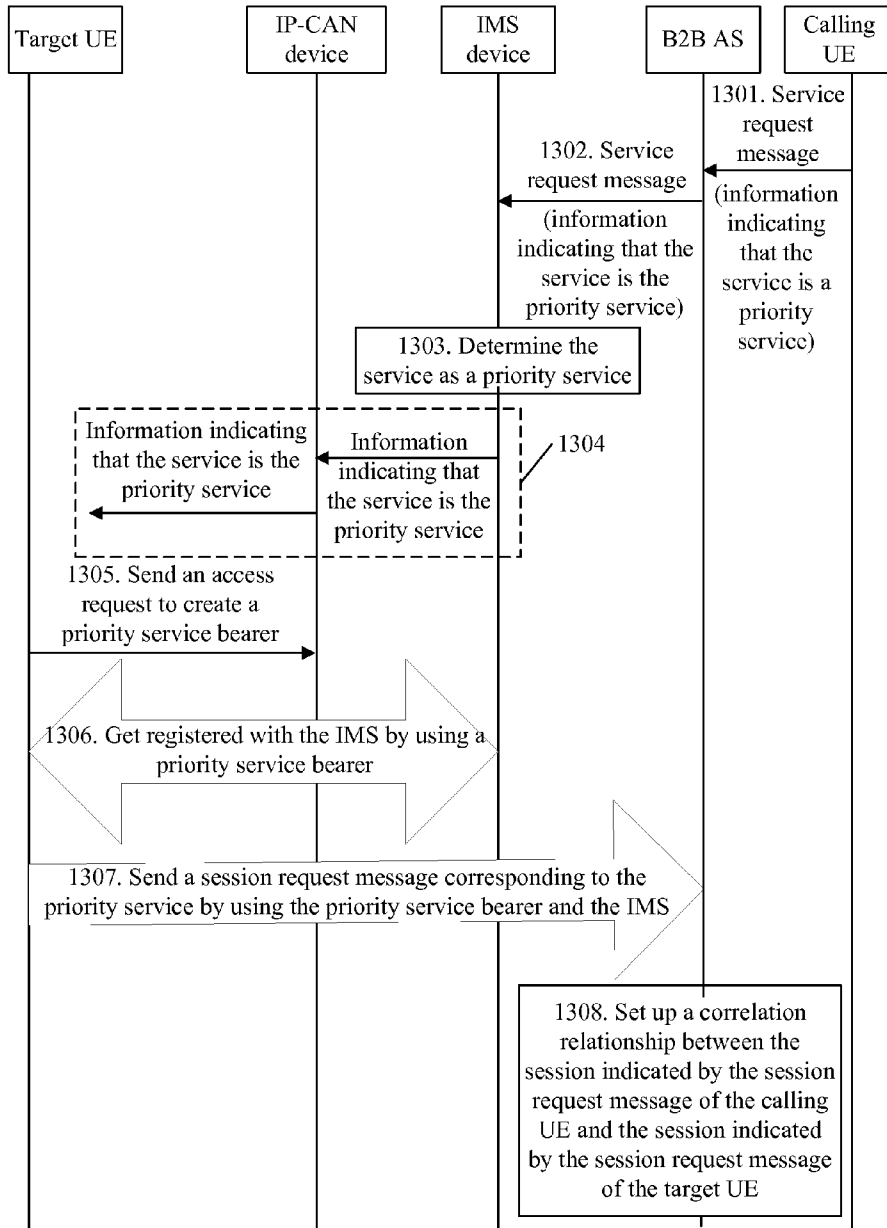 Target UE
IP-CAN
device
IMS
device
B2B AS
Calling
UE
1301. Service
request
message
(information
indicating
that the
service is a
priority
service)
1302. Service
request message
(information
indicating that the
service is the
priority service)
1303. Determine the
service as a priority service
Information indicating
that the service is the
priority service
Information
indicating that
the service is the
priority service
1304
1305. Send an access
request to create a
priority service bearer
1306. Get registered with the IMS by using a
priority service bearer
1307. Send a session request message corresponding to the
priority service by using the priority service bearer and the IMS
1308. Set up a correlation
relationship between the
session indicated by the session
request message of the calling
UE and the session indicated
by the session request message
of the target UE